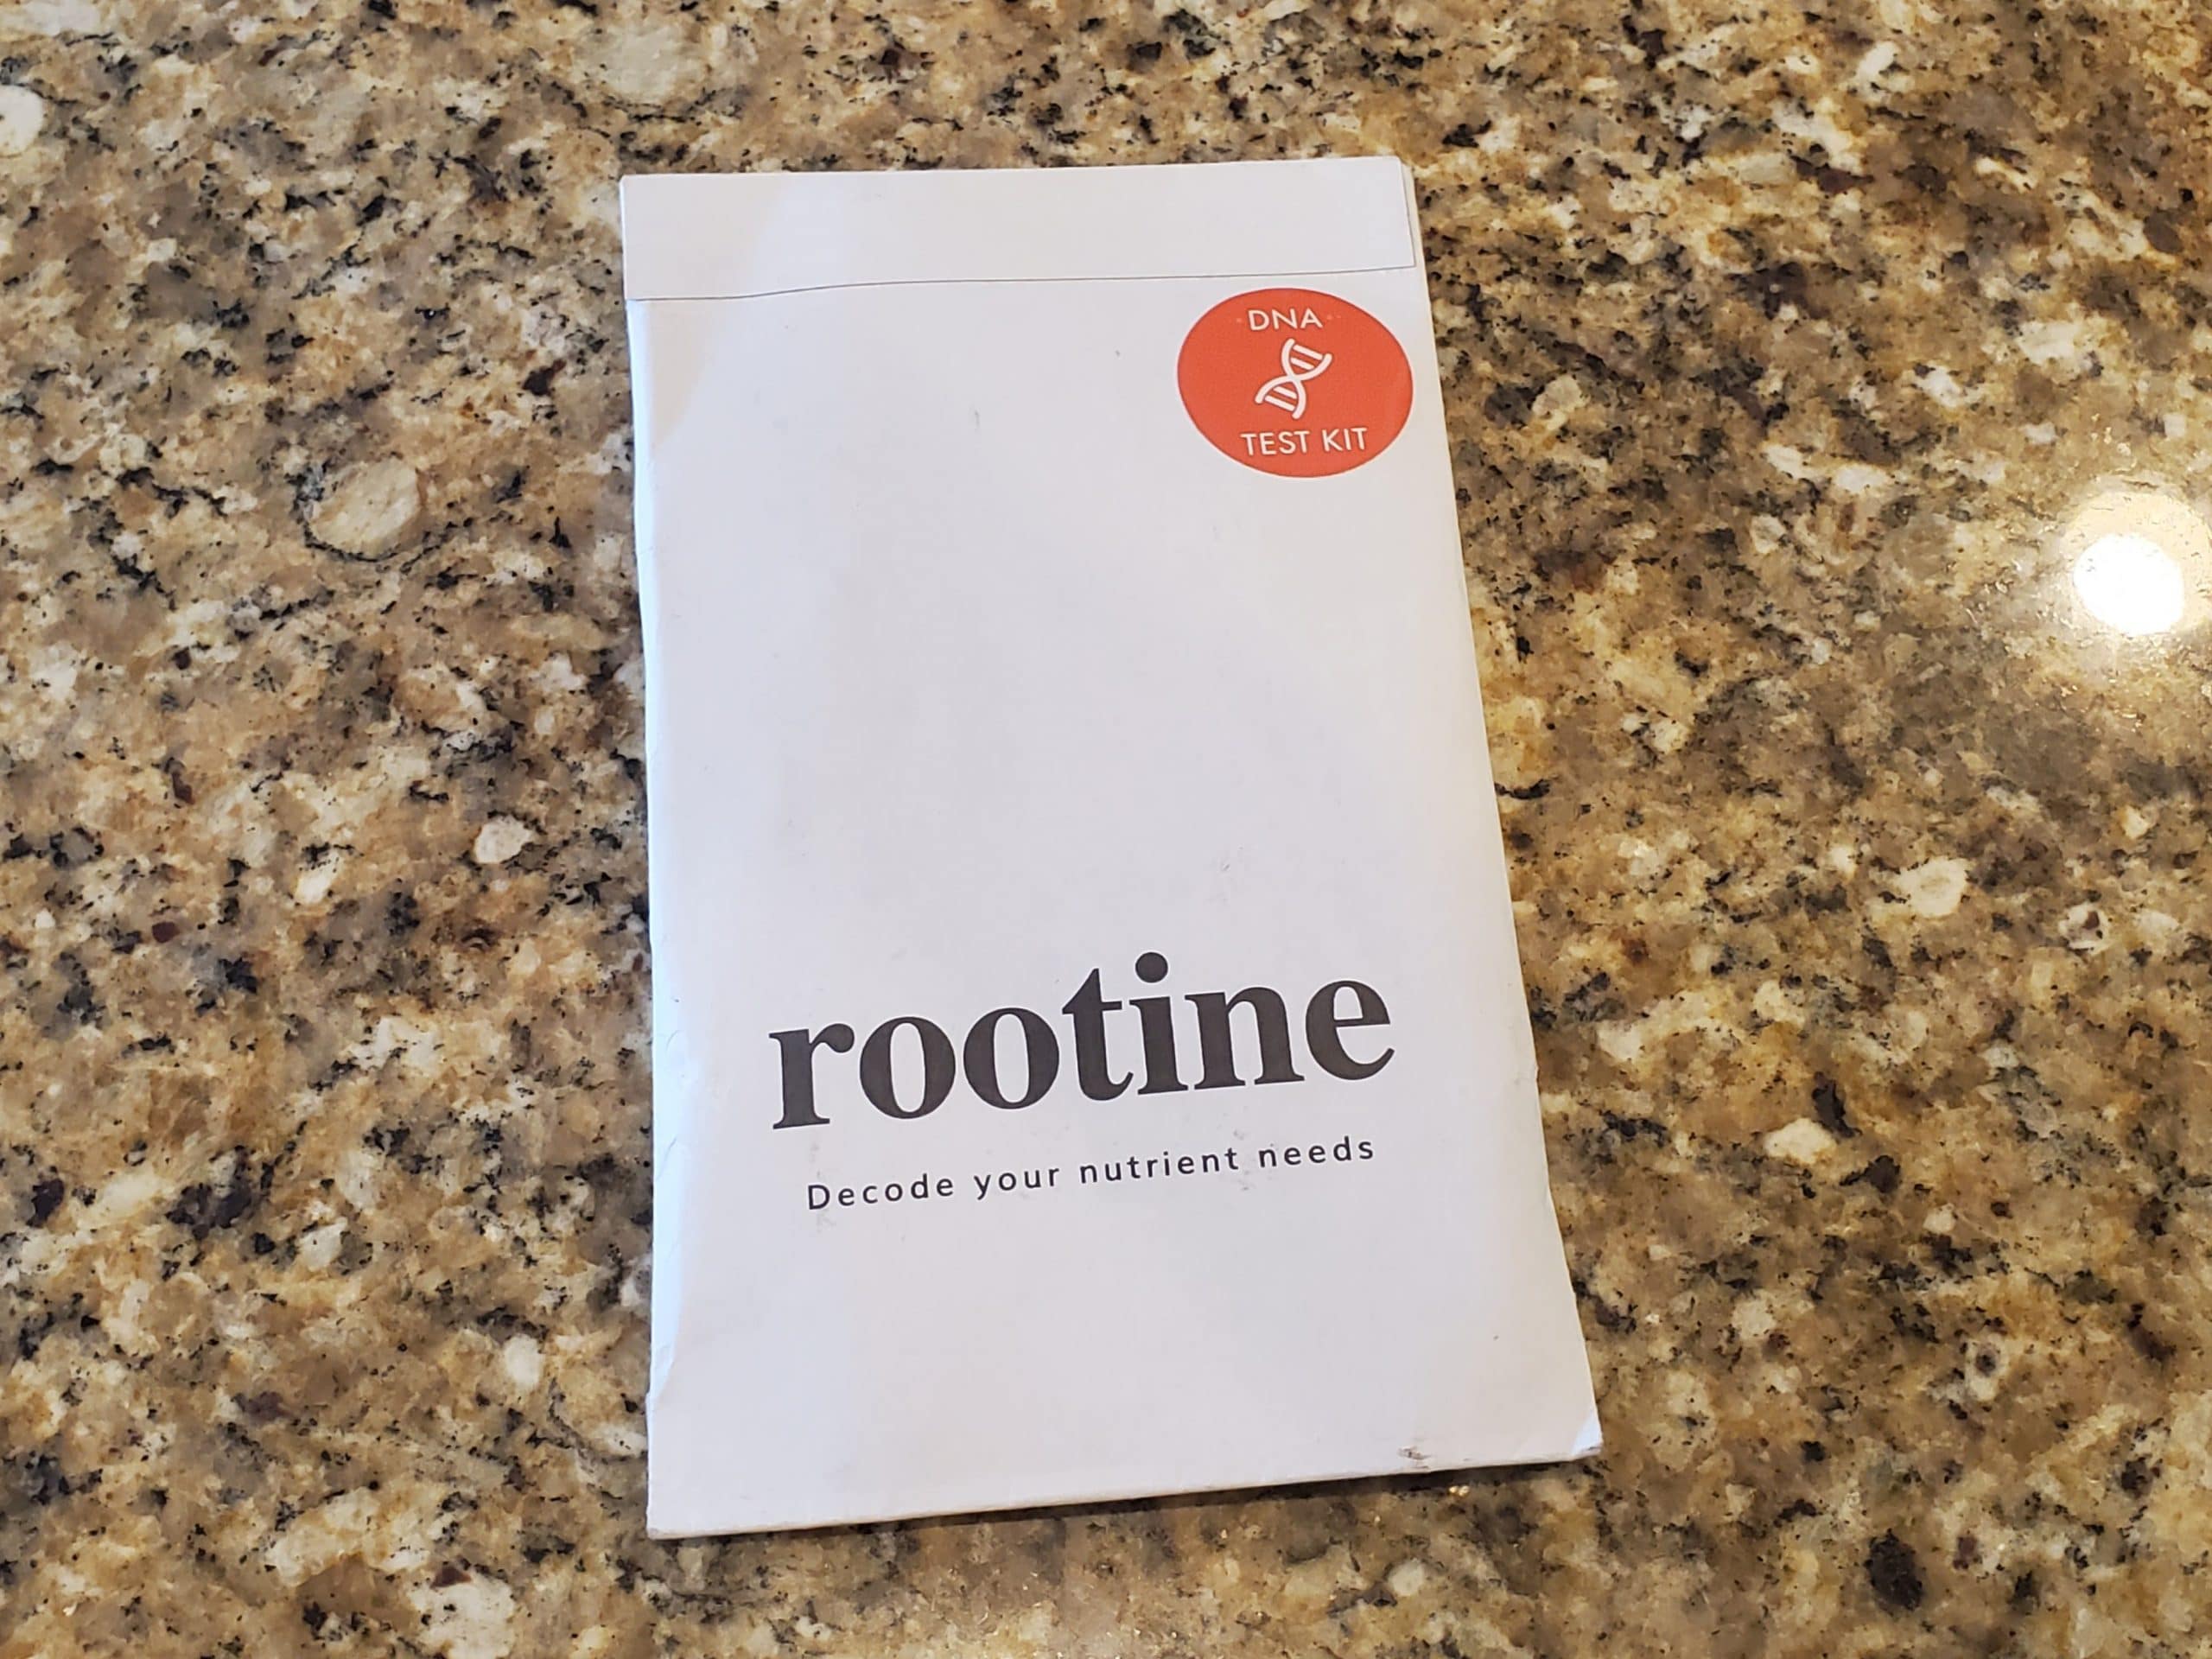 DNA
TEST KIT
rootine
Decode your nutrient needs